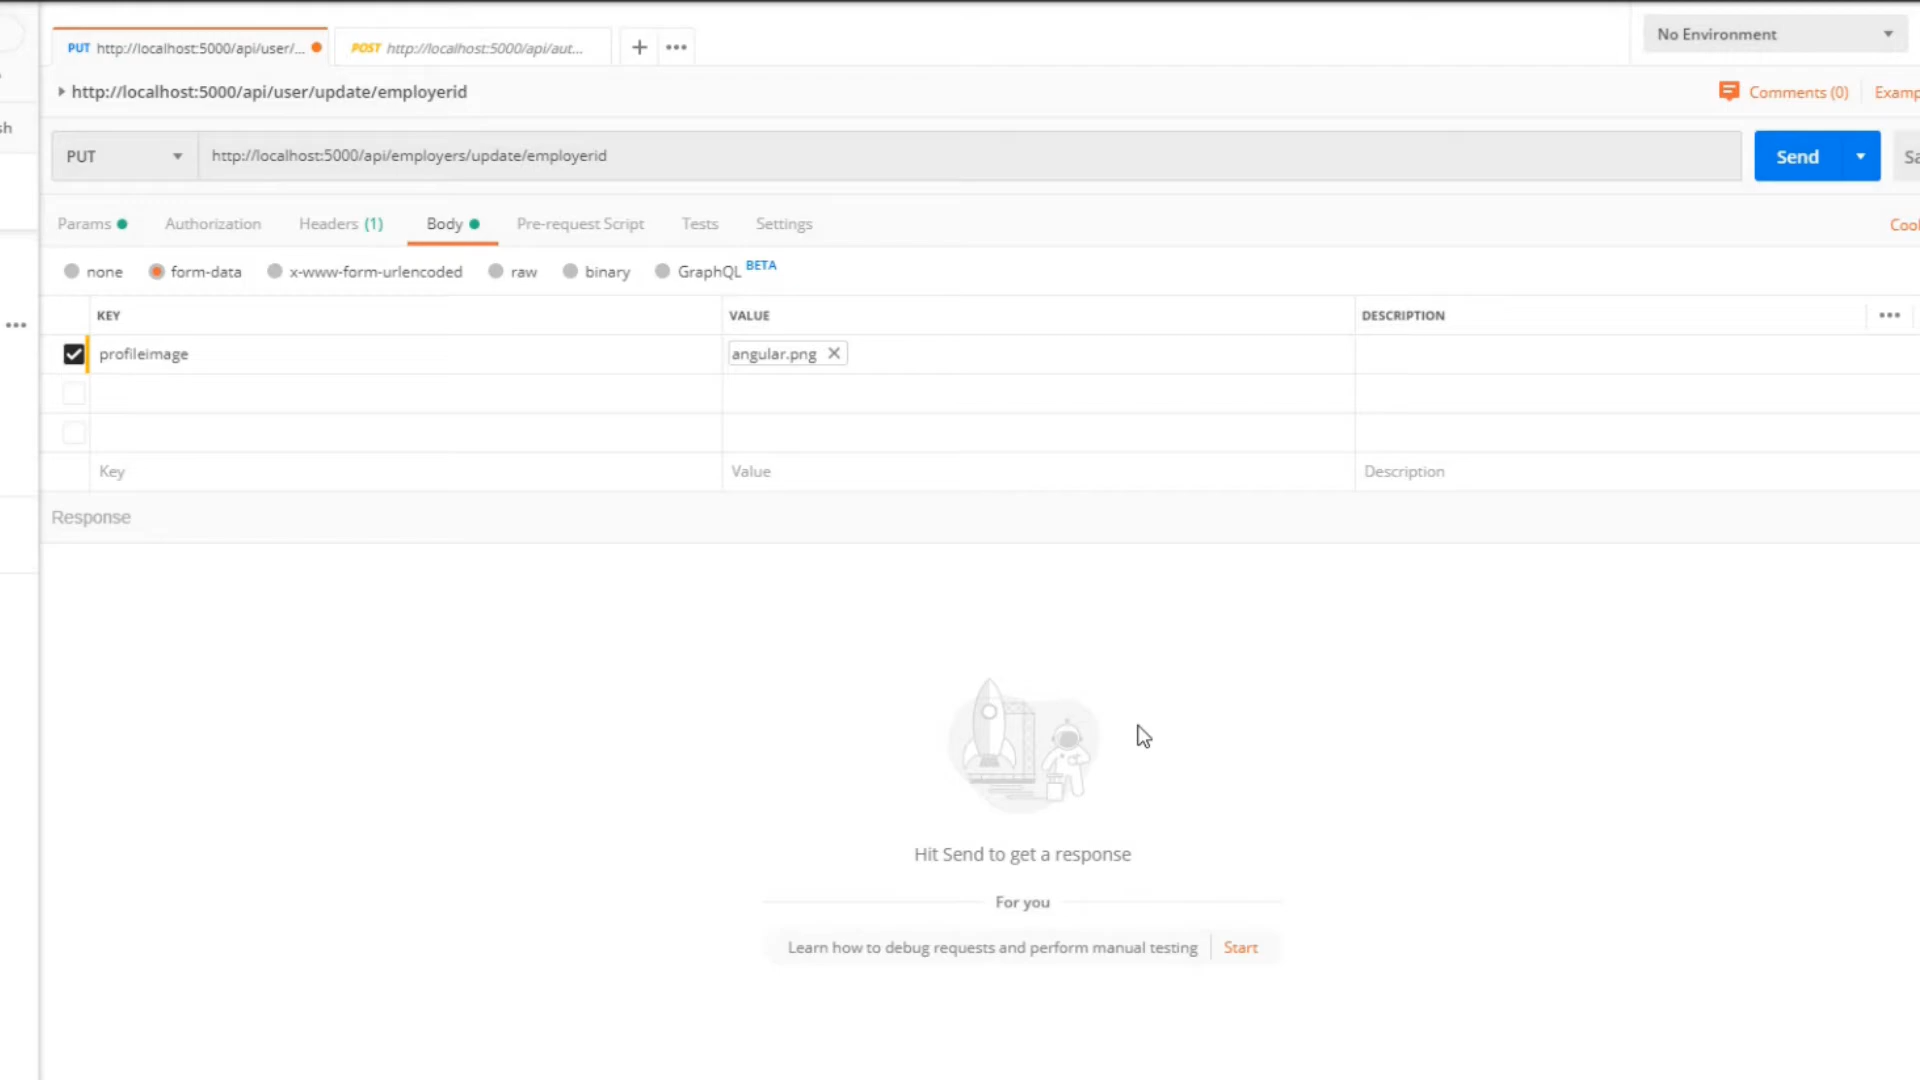 PUT http://localhost:5000/api/user/...
POST http://localhost:5000/api/aut...
No Environment
http://localhost:5000/api/user/update/employerid
Comments (0)
Examp
sh
PUT
http://localhost:5000/api/employers/update/employerid
Send
Sa
Params
Authorization
Headers (1)
Body
Pre-request Script
Tests
Settings
Cool
none
form-data
x-www-form-urlencoded
raw
binary
GraphQL BETA
KEY
VALUE
DESCRIPTION
profileimage
angular.png
Key
Value
Description
Response
Hit Send to get a response
For you
Learn how to debug requests and perform manual testing
Start